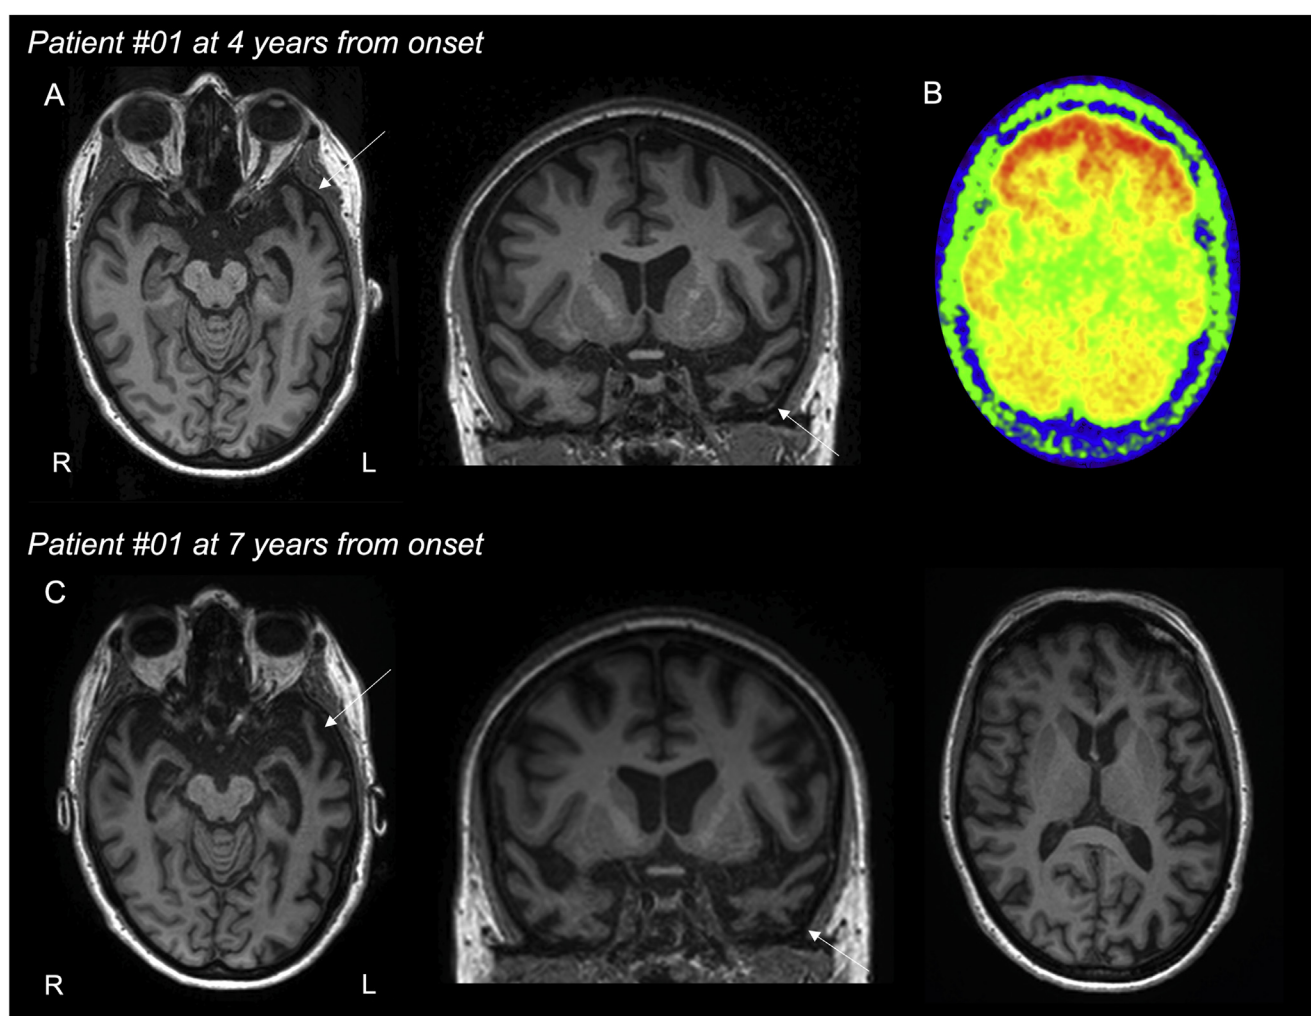 Patient #01 at 4 years from onset
A
B
R
L
Patient #01 at 7 years from onset
C
R
L